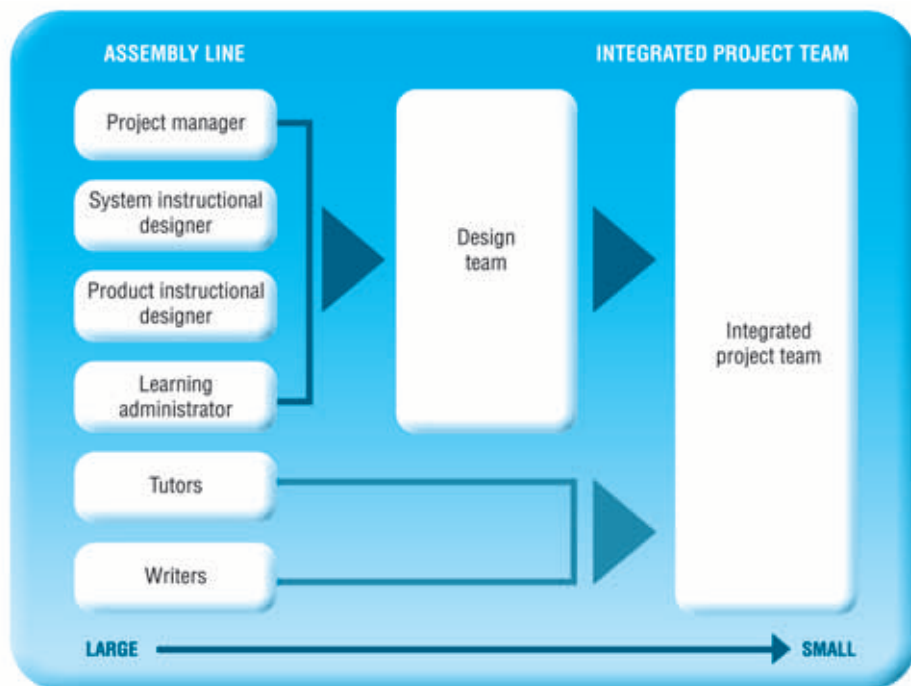 ASSEMBLY LINE
INTEGRATED PROJECT TEAM
Project manager
System instructional
designer
Product instructional
designer
Learning
administrator
Tutors
Writers
Design
team
Integrated
project team
LARGE
SMALL